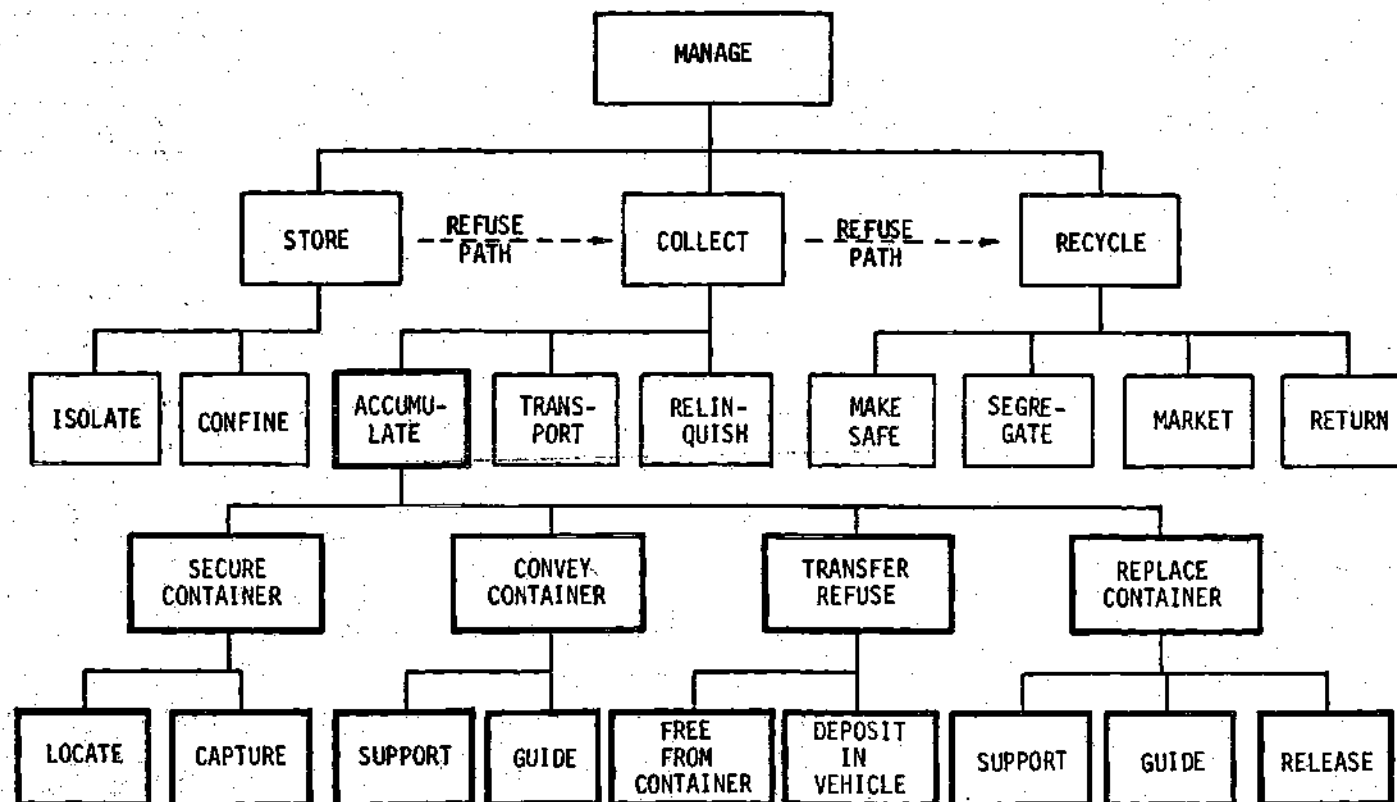 MANAGE
STORE
REFUSE
PATH
COLLECT
REFUSE
PATH
RECYCLE
ISOLATE
CONFINE
ACCUMU-
LATE
TRANS-
PORT
RELIN-
QUISH
MAKE
SAFE
SEGRE-
GATE
MARKET
RETURN
SECURE
CONTAINER
CONVEY
CONTAINER
TRANSFER
REFUSE
REPLACE
CONTAINER
LOCATE
CAPTURE
SUPPORT
GUIDE
FREE
FROM
CONTAINER
DEPOSIT
IN
VEHICLE
SUPPORT
GUIDE
RELEASE